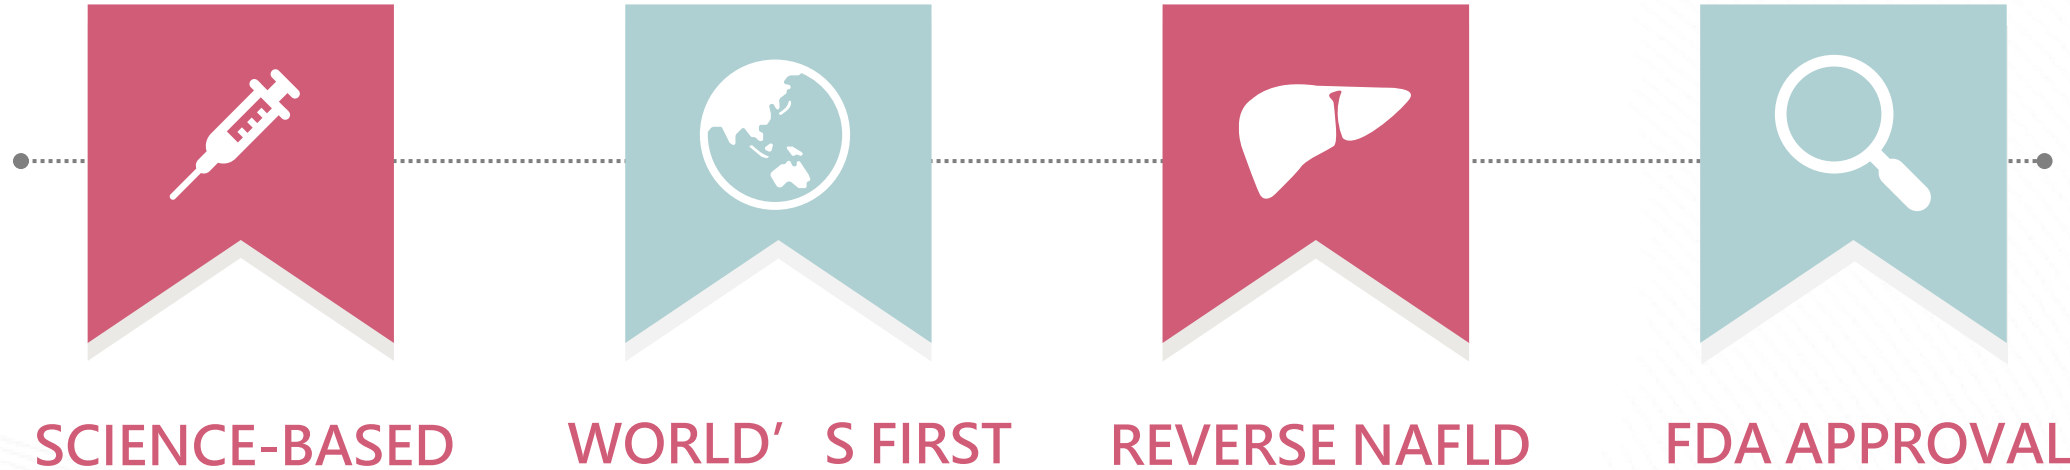 SCIENCE-BASED
WORLD’ S FIRST
REVERSE NAFLD
FDA APPROVAL